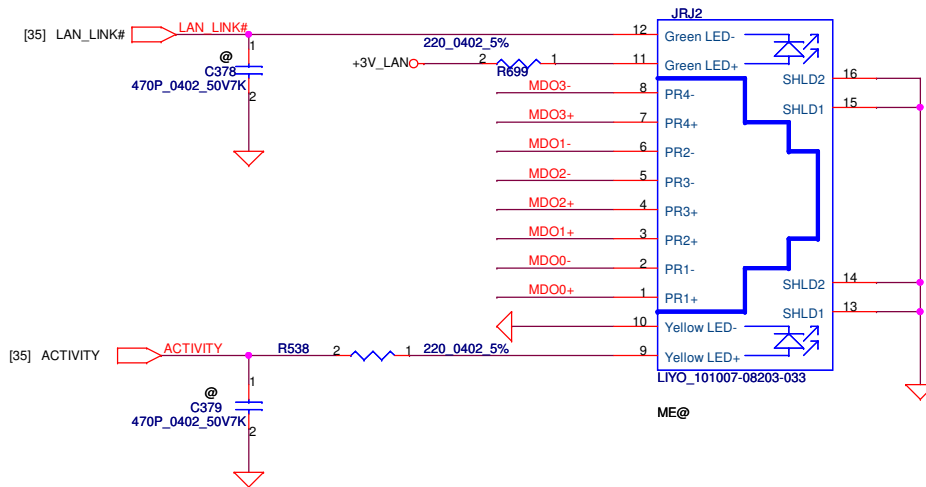 JRJ2
[35] LAN_LINK#
LAN_LINK#
12
Green LED-
1
@
C378
470P_0402_50V7K
2
220_0402_5%
+3V_LAN
2
1
R699
11
Green LED+
SHLD2
16
MDO3-
8
PR4-
SHLD1
15
MDO3+
7
PR4+
MDO1-
6
PR2-
MDO2-
5
PR3-
MDO2+
4
PR3+
MDO1+
3
PR2+
MDO0-
2
PR1-
SHLD2
14
MDO0+
1
PR1+
SHLD1
13
10
Yellow LED-
[35] ACTIVITY
ACTIVITY
R538
2
1
220_0402_5%
9
Yellow LED+
LIYO_101007-08203-033
1
@
C379
470P_0402_50V7K
2
ME@